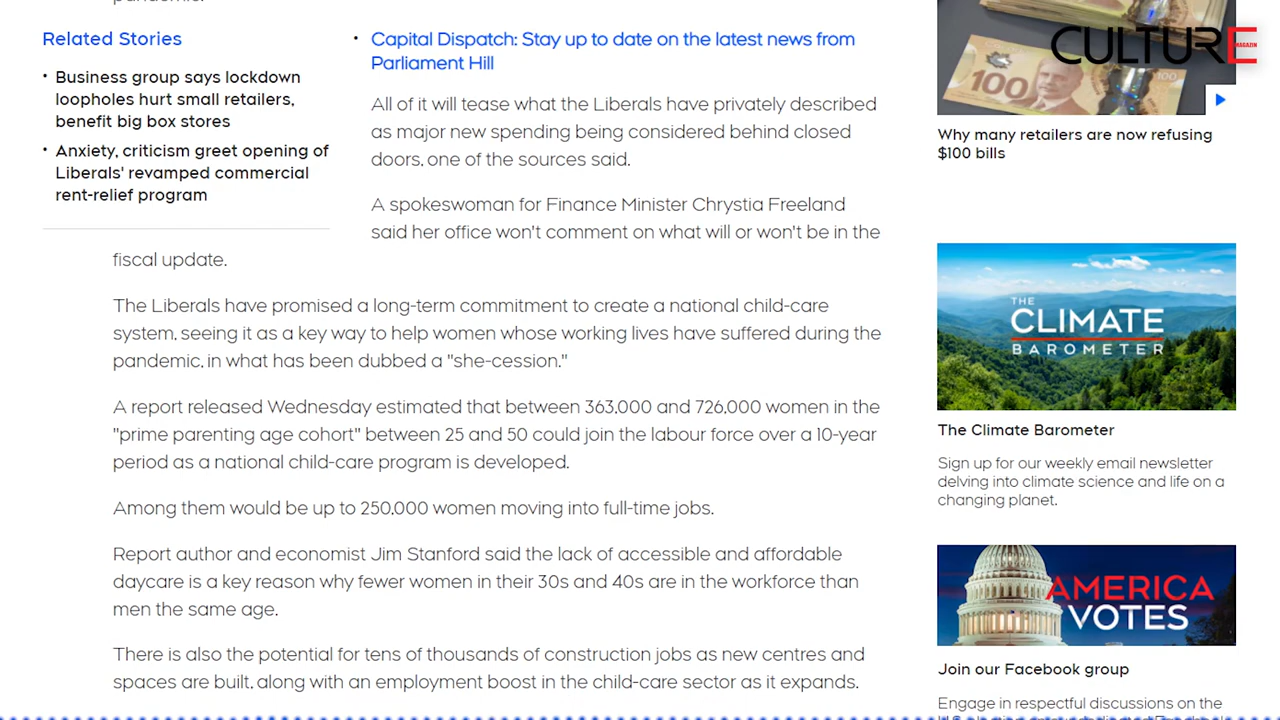 pandemic.
Related Stories
• Business group says lockdown
loopholes hurt small retailers,
benefit big box stores
• Anxiety, criticism greet opening of
Liberals' revamped commercial
rent-relief program
• Capital Dispatch: Stay up to date on the latest news from
Parliament Hill
All of it will tease what the Liberals have privately described
as major new spending being considered behind closed
doors, one of the sources said.
A spokeswoman for Finance Minister Chrystia Freeland
said her office won't comment on what will or won't be in the
fiscal update.
The Liberals have promised a long-term commitment to create a national child-care
system, seeing it as a key way to help women whose working lives have suffered during the
pandemic, in what has been dubbed a "she-cession."
A report released Wednesday estimated that between 363,000 and 726,000 women in the
"prime parenting age cohort" between 25 and 50 could join the labour force over a 10-year
period as a national child-care program is developed.
Among them would be up to 250,000 women moving into full-time jobs.
Report author and economist Jim Stanford said the lack of accessible and affordable
daycare is a key reason why fewer women in their 30s and 40s are in the workforce than
men the same age.
There is also the potential for tens of thousands of construction jobs as new centres and
spaces are built, along with an employment boost in the child-care sector as it expands.
CULTURE
MAGAZIN
100
Why many retailers are now refusing
$100 bills
THE
CLIMATE
BAROMETER
The Climate Barometer
Sign up for our weekly email newsletter
delving into climate science and life on a
changing planet.
AMERICA
VOTES
Join our Facebook group
Engage in respectful discussions on the